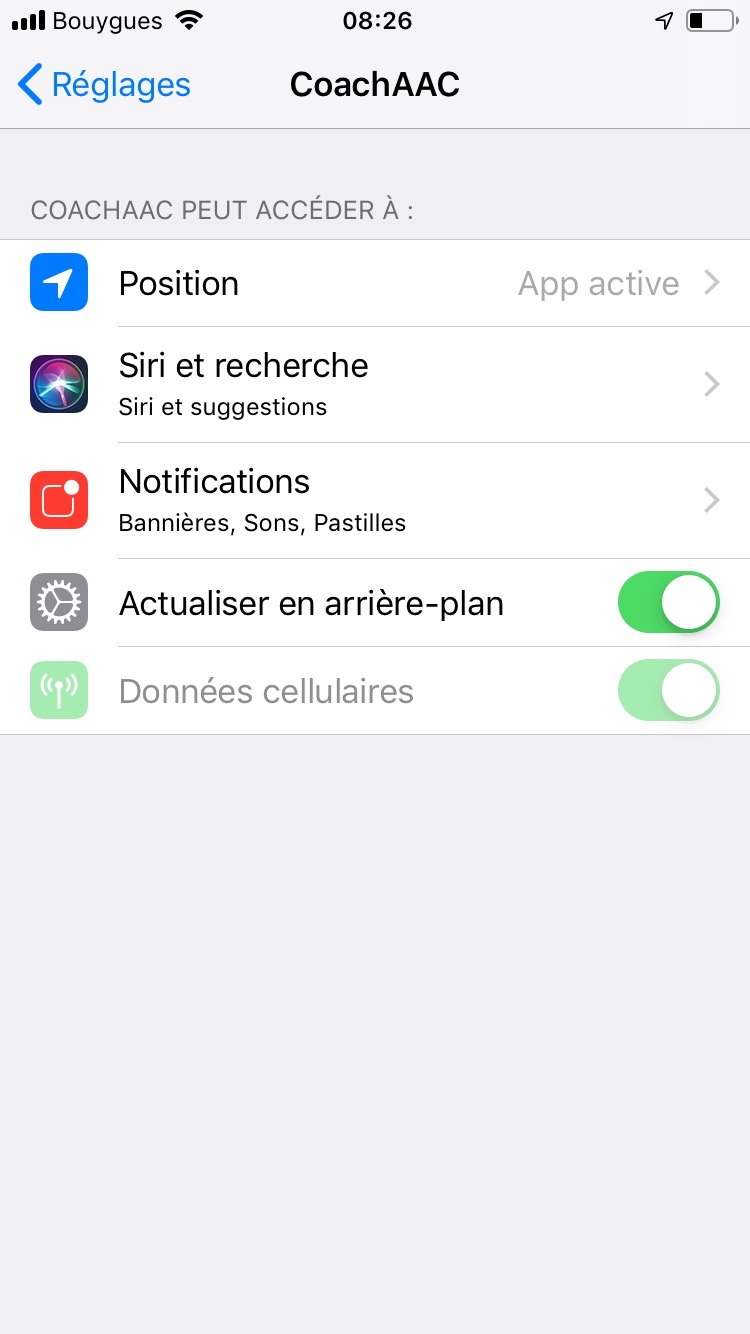 Bouygues 08:26
Réglages CoachAAC
COACHAAC PEUT ACCÉDER À :
Position App active
Siri et recherche
Siri et suggestions
Notifications
Bannières, Sons, Pastilles
Actualiser en arrière-plan
Données cellulaires